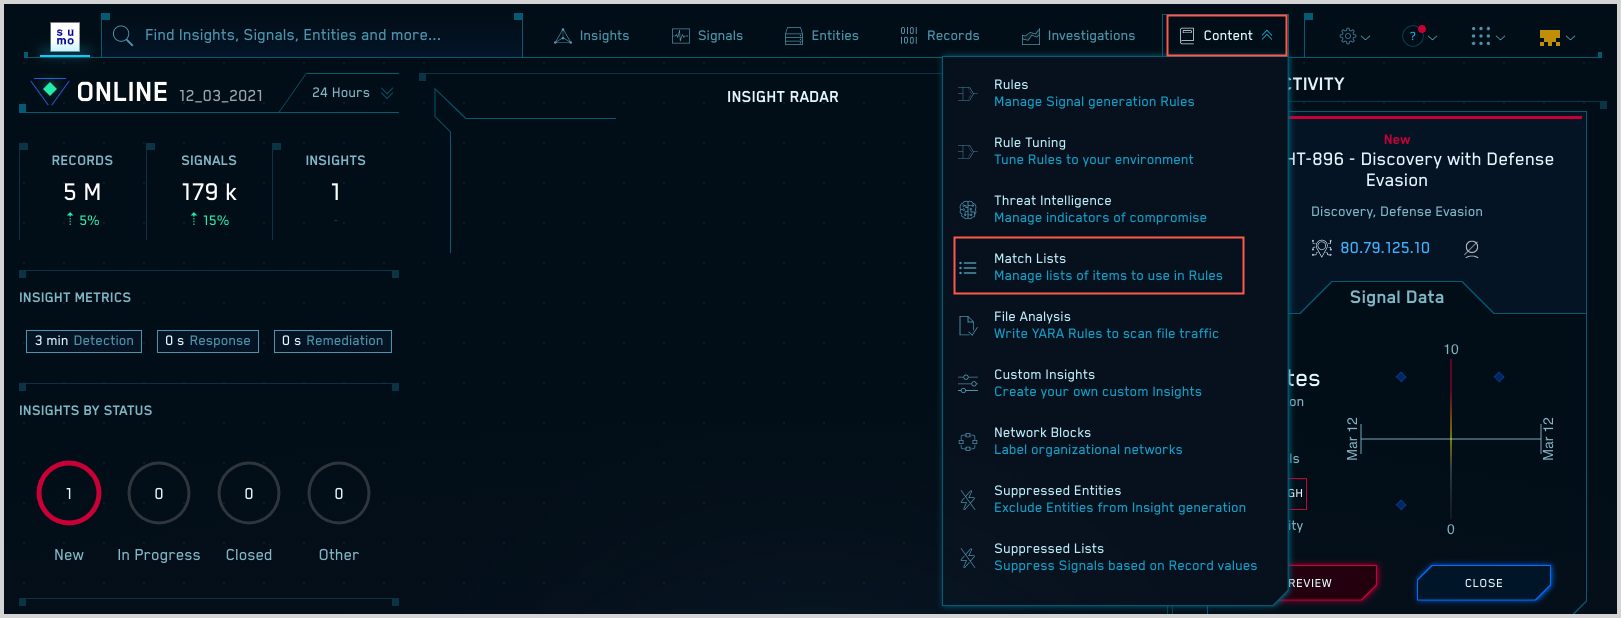 su
mo
Find Insights, Signals, Entities and more...
Insights
Signals
Entities
Records
Investigations
Content
?
ONLINE 12_03_2021
24 Hours
RECORDS
5 M
5%
SIGNALS
179 k
15%
INSIGHTS
1
-
INSIGHT METRICS
3 min Detection
0 s Response
0 s Remediation
INSIGHTS BY STATUS
1
New
0
In Progress
0
Closed
0
Other
INSIGHT RADAR
Rules
Manage Signal generation Rules
Rule Tuning
Tune Rules to your environment
Threat Intelligence
Manage indicators of compromise
Match Lists
Manage lists of items to use in Rules
File Analysis
Write YARA Rules to scan file traffic
Custom Insights
Create your own custom Insights
Network Blocks
Label organizational networks
Suppressed Entities
Exclude Entities from Insight generation
Suppressed Lists
Suppress Signals based on Record values
CTIVITY
New
HT-896 - Discovery with Defense
Evasion
Discovery, Defense Evasion
80.79.125.10
Signal Data
tes
on
ls
GH
ity
10
Mar 12
Mar 12
0
REVIEW
CLOSE